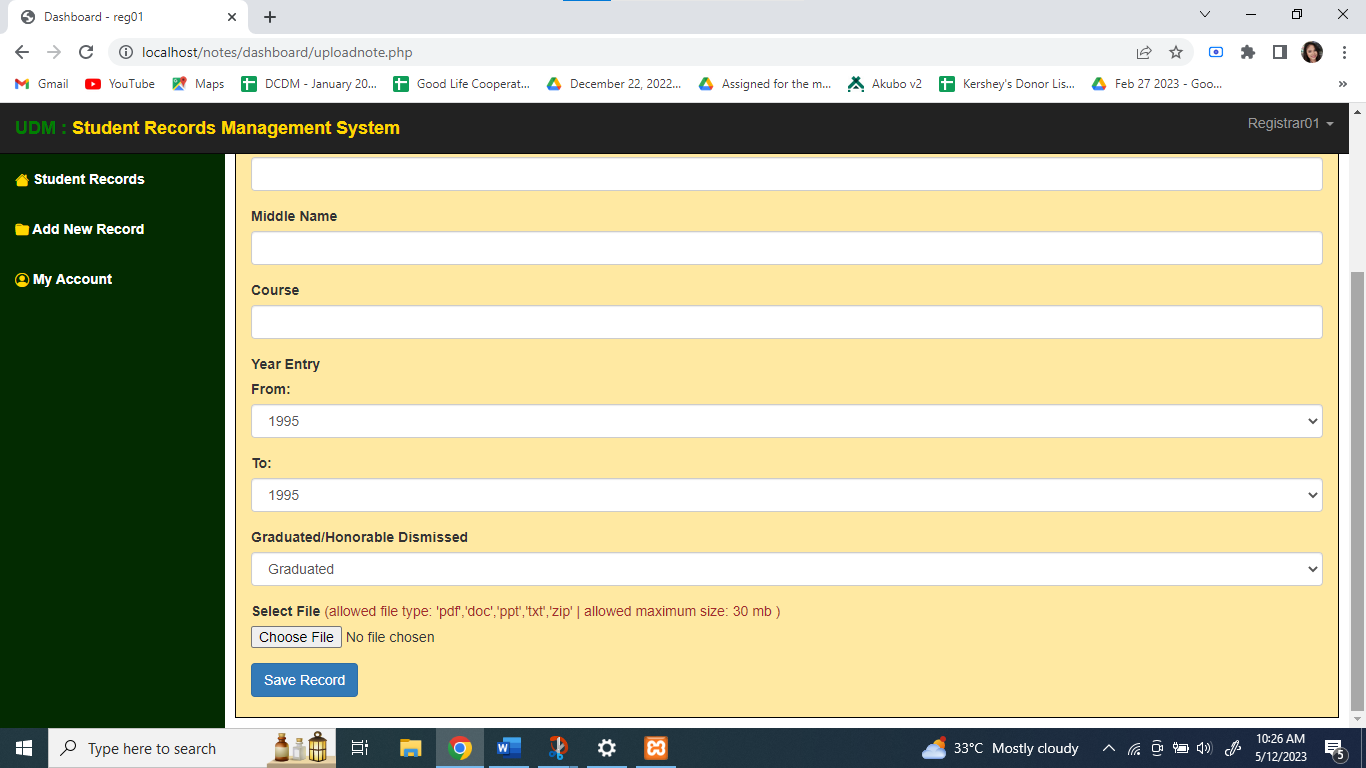 Dashboard - reg01
localhost/notes/dashboard/uploadnote.php
Gmail YouTube Maps DCDM - January 20... Good Life Cooperat... December 22, 2022... Assigned for the m... Akubo v2 Kershey's Donor Lis... Feb 27 2023 - Goo...
UDM : Student Records Management System
Registrar01
Student Records
Add New Record
My Account
Middle Name
Course
Year Entry
From:
1995
To:
1995
Graduated/Honorable Dismissed
Graduated
Select File (allowed file type: 'pdf','doc','ppt','txt','zip' | allowed maximum size: 30 mb )
Choose File No file chosen
Save Record
Type here to search
33°C Mostly cloudy
10:26 AM
5/12/2023
5